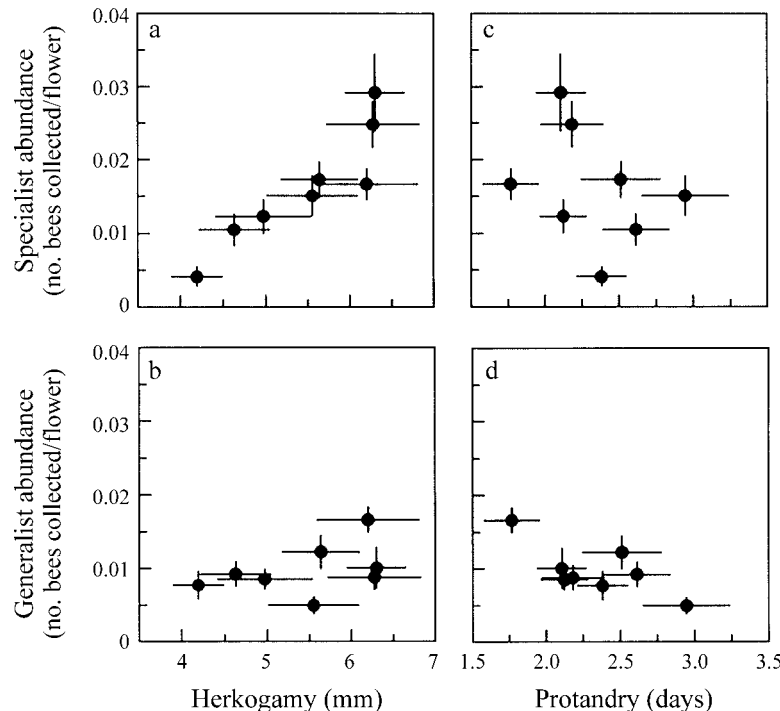 Specialist abundance
(no. bees collected/flower)
0.04
0.03
0.02
0.01
0
a
c
Generalist abundance
(no. bees collected/flower)
0.04
0.03
0.02
0.01
0
b
d
4
5
6
7
1.5
2.0
2.5
3.0
3.5
Herkogamy (mm)
Protandry (days)